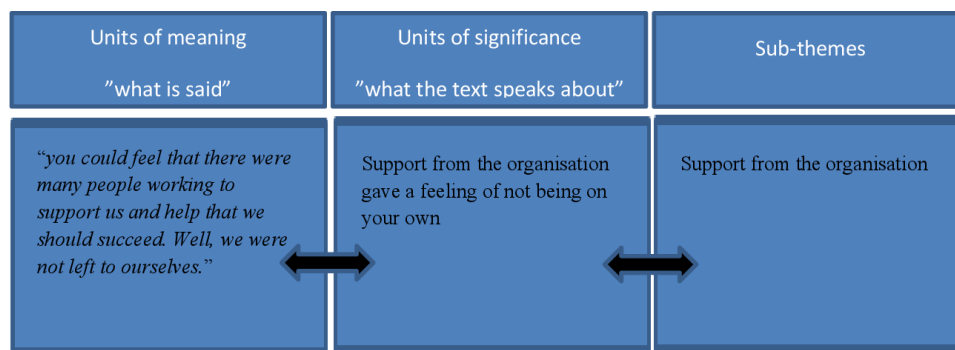 Units of meaning
”what is said”
Units of significance
”what the text speaks about”
Sub-themes
“you could feel that there were
many people working to
support us and help that we
should succeed. Well, we were
not left to ourselves.”
Support from the organisation
gave a feeling of not being on
your own
Support from the organisation